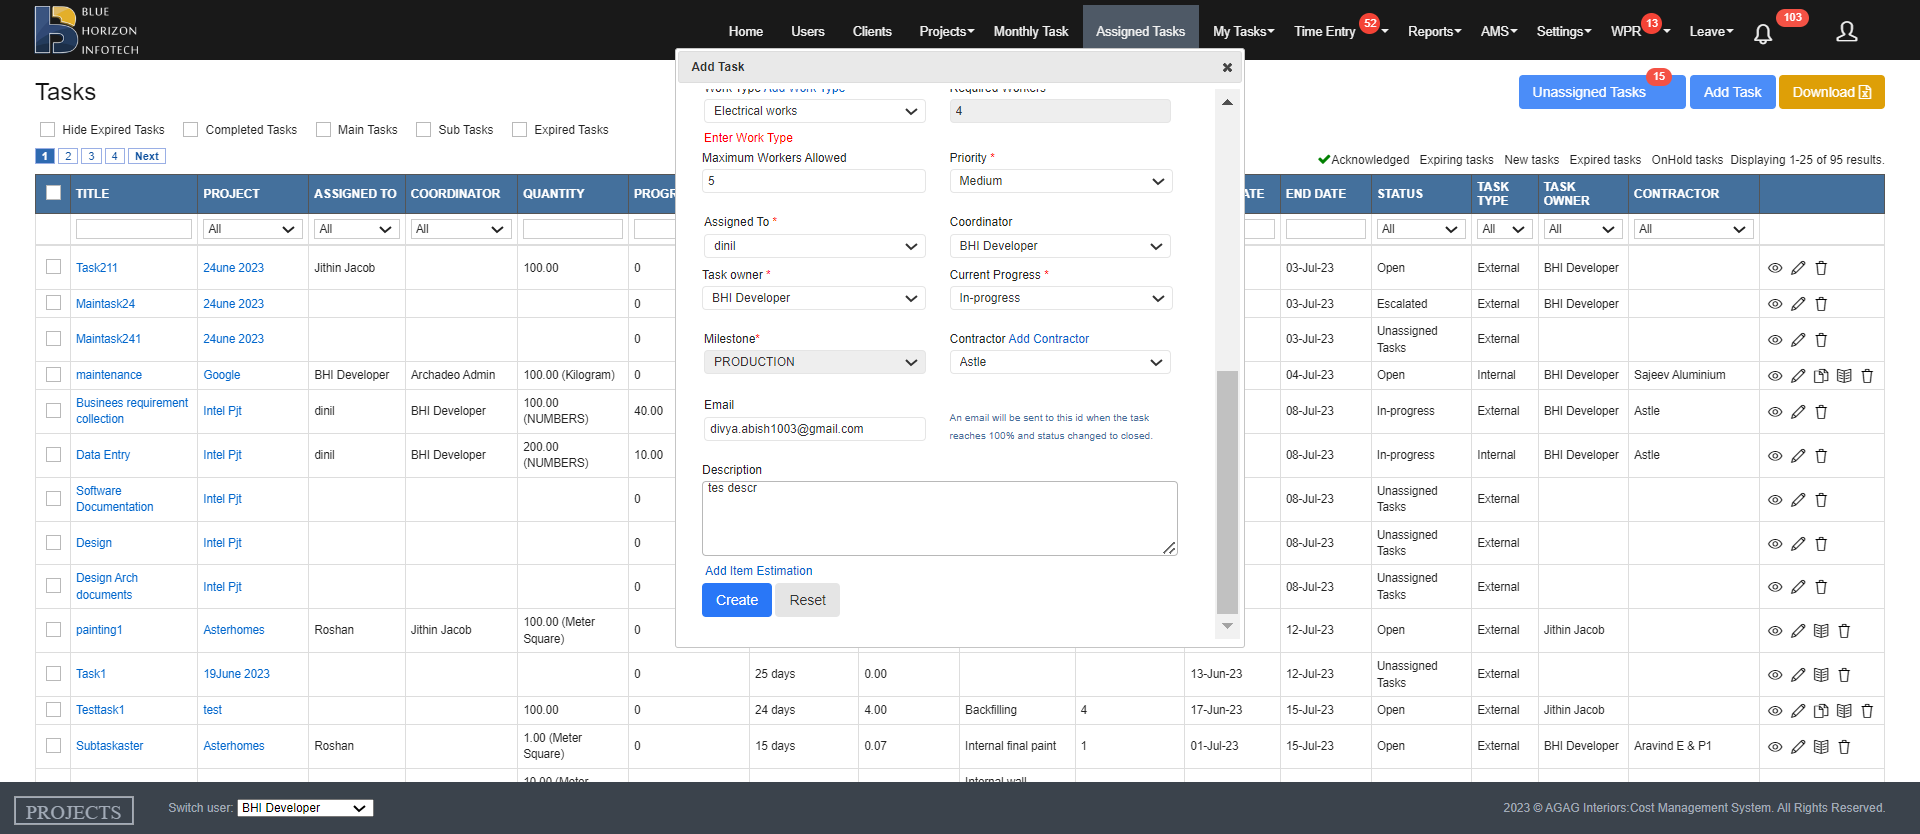 BLUE
HORIZON
INFOTECH
Home Users Clients Projects Monthly Task Assigned Tasks My Tasks Time Entry 52 Reports AMS Settings WPR 13 Leave 103
Tasks
Unassigned Tasks 15 Add Task Download
Hide Expired Tasks Completed Tasks Main Tasks Sub Tasks Expired Tasks
1 2 3 4 Next
Acknowledged Expiring tasks New tasks Expired tasks OnHold tasks Displaying 1-25 of 95 results.
Add Task
Work Type Add Work Type Required Workers
Electrical works 4
Enter Work Type
Maximum Workers Allowed Priority *
5 Medium
Assigned To * Coordinator
dinil BHI Developer
Task owner * Current Progress *
BHI Developer In-progress
Milestone* Contractor Add Contractor
PRODUCTION Astle
Email
divya.abish1003@gmail.com
An email will be sent to this id when the task
reaches 100% and status changed to closed.
Description
tes descr
Add Item Estimation
Create Reset
TITLE PROJECT ASSIGNED TO COORDINATOR QUANTITY PROGR ATE END DATE STATUS TASK TYPE TASK OWNER CONTRACTOR
All All All All All All All
Task211 24une 2023 Jithin Jacob 100.00 0 03-Jul-23 Open External BHI Developer
Maintask24 24une 2023 0 03-Jul-23 Escalated External BHI Developer
Maintask241 24une 2023 0 03-Jul-23 Unassigned Tasks External
maintenance Google BHI Developer Archadeo Admin 100.00 (Kilogram) 0 04-Jul-23 Open Internal BHI Developer Sajeev Aluminium
Businees requirement collection Intel Pjt dinil BHI Developer 100.00 (NUMBERS) 40.00 08-Jul-23 In-progress External BHI Developer Astle
Data Entry Intel Pjt dinil BHI Developer 200.00 (NUMBERS) 10.00 08-Jul-23 In-progress Internal BHI Developer Astle
Software Documentation Intel Pjt 0 08-Jul-23 Unassigned Tasks External
Design Intel Pjt 0 08-Jul-23 Unassigned Tasks External
Design Arch documents Intel Pjt 0 08-Jul-23 Unassigned Tasks External
painting1 Asterhomes Roshan Jithin Jacob 100.00 (Meter Square) 0 12-Jul-23 Open External Jithin Jacob
Task1 19June 2023 0 25 days 0.00 13-Jun-23 12-Jul-23 Unassigned Tasks External
Testtask1 test 100.00 0 24 days 4.00 Backfilling 4 17-Jun-23 15-Jul-23 Open External Jithin Jacob
Subtaskaster Asterhomes Roshan 1.00 (Meter Square) 0 15 days 0.07 Internal final paint 1 01-Jul-23 15-Jul-23 Open External BHI Developer Aravind E & P1
10.00 (Meter Internal wall
PROJECTS Switch user: BHI Developer 2023 © AGAG Interiors:Cost Management System. All Rights Reserved.